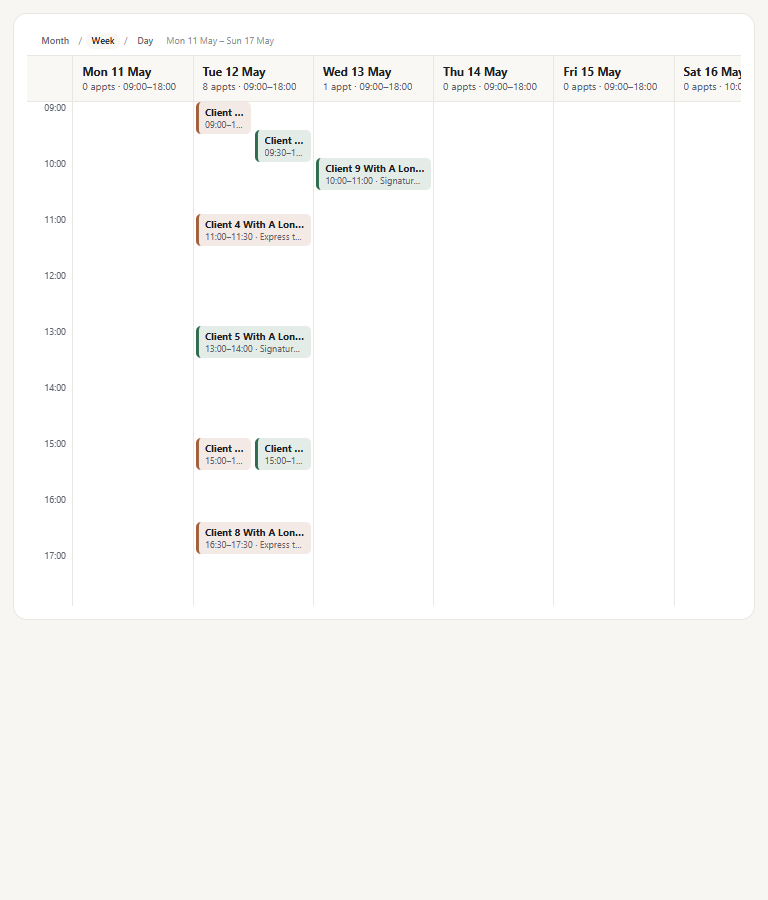 Month / Week / Day Mon 11 May – Sun 17 May
Mon 11 May
0 appts · 09:00–18:00
Tue 12 May
8 appts · 09:00–18:00
Wed 13 May
1 appt · 09:00–18:00
Thu 14 May
0 appts · 09:00–18:00
Fri 15 May
0 appts · 09:00–18:00
Sat 16 May
0 appts · 10:0
09:00
Client ...
09:00–1...
Client ...
09:30–1...
10:00
Client 9 With A Lon...
10:00–11:00 · Signatur...
11:00
Client 4 With A Lon...
11:00–11:30 · Express t...
12:00
13:00
Client 5 With A Lon...
13:00–14:00 · Signatur...
14:00
15:00
Client ...
15:00–1...
Client ...
15:00–1...
16:00
Client 8 With A Lon...
16:30–17:30 · Express t...
17:00